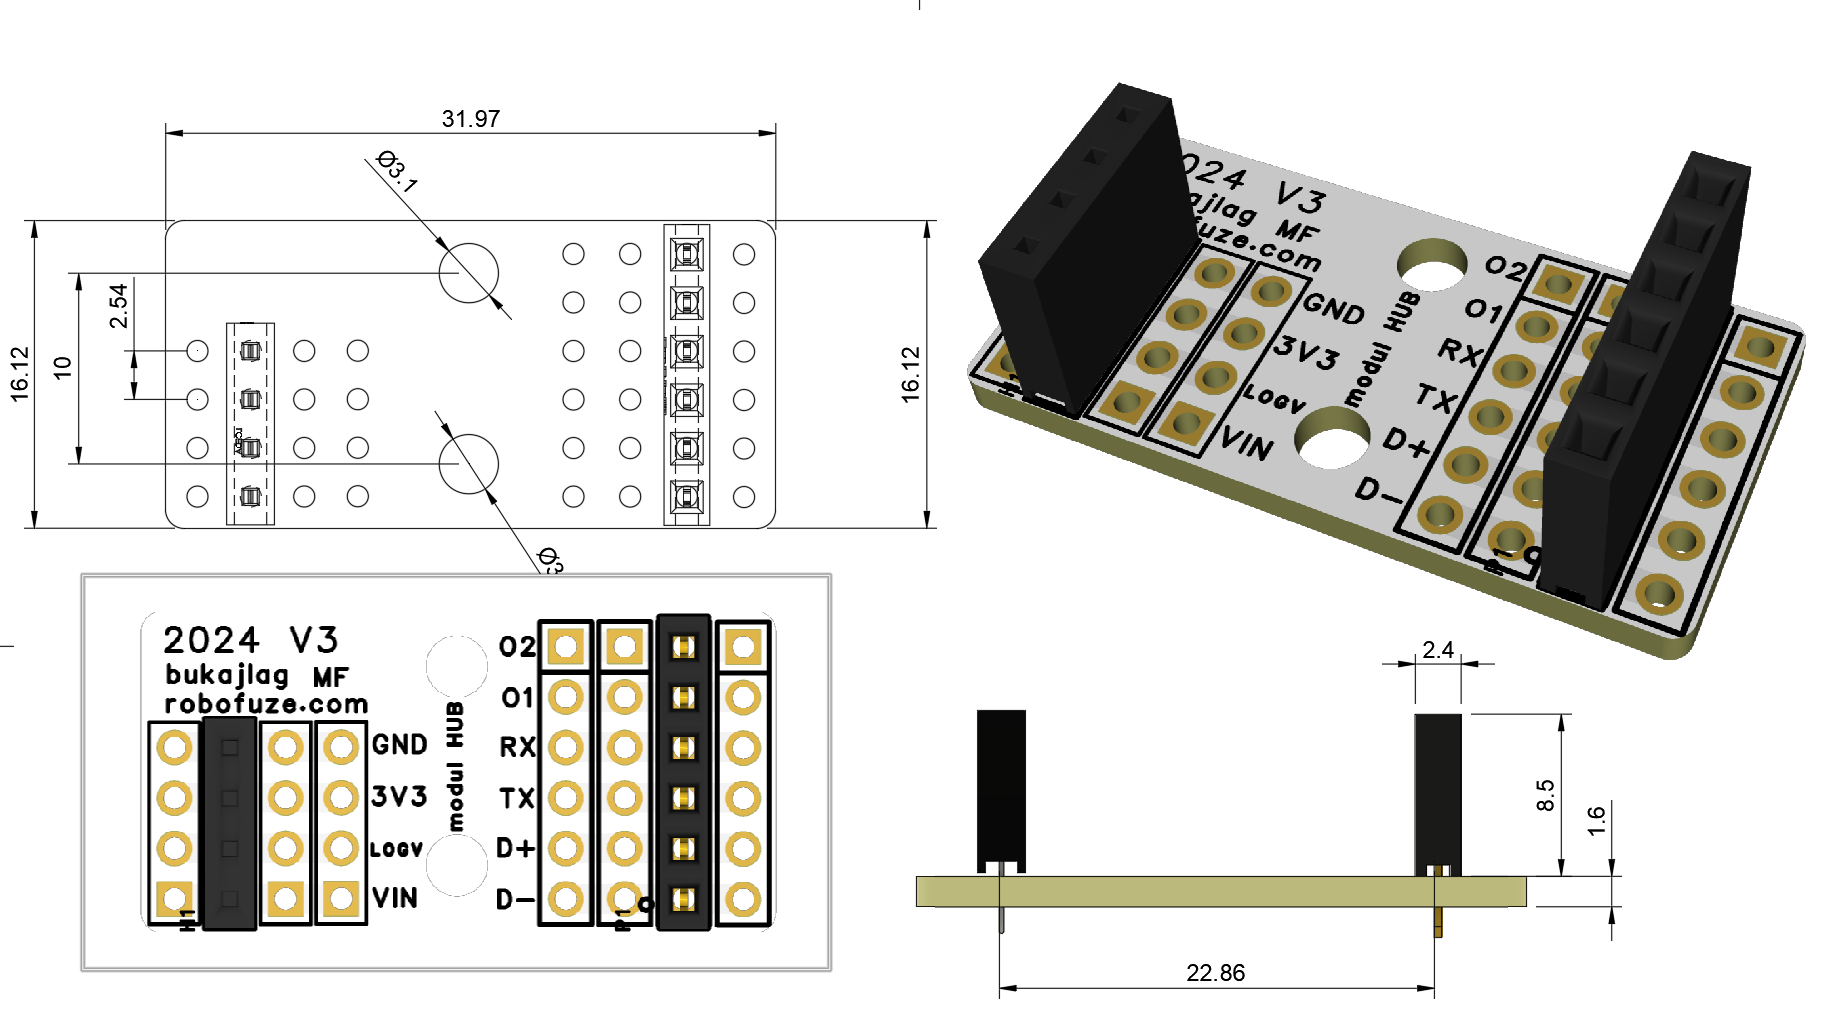 31.97
Ø3.1
16.12
10
2.54
16.12
Ø3
2024 V3
bukajlag MF
robofuze.com
GND
3V3
LOGV
VIN
H1
modul HUB
O2
O1
RX
TX
D+
D-
P1
024 V3
ajlag MF
fuze.com
GND
3V3
LOGV
VIN
modul HUB
O2
O1
RX
TX
D+
D-
P1
2.4
8.5
1.6
22.86